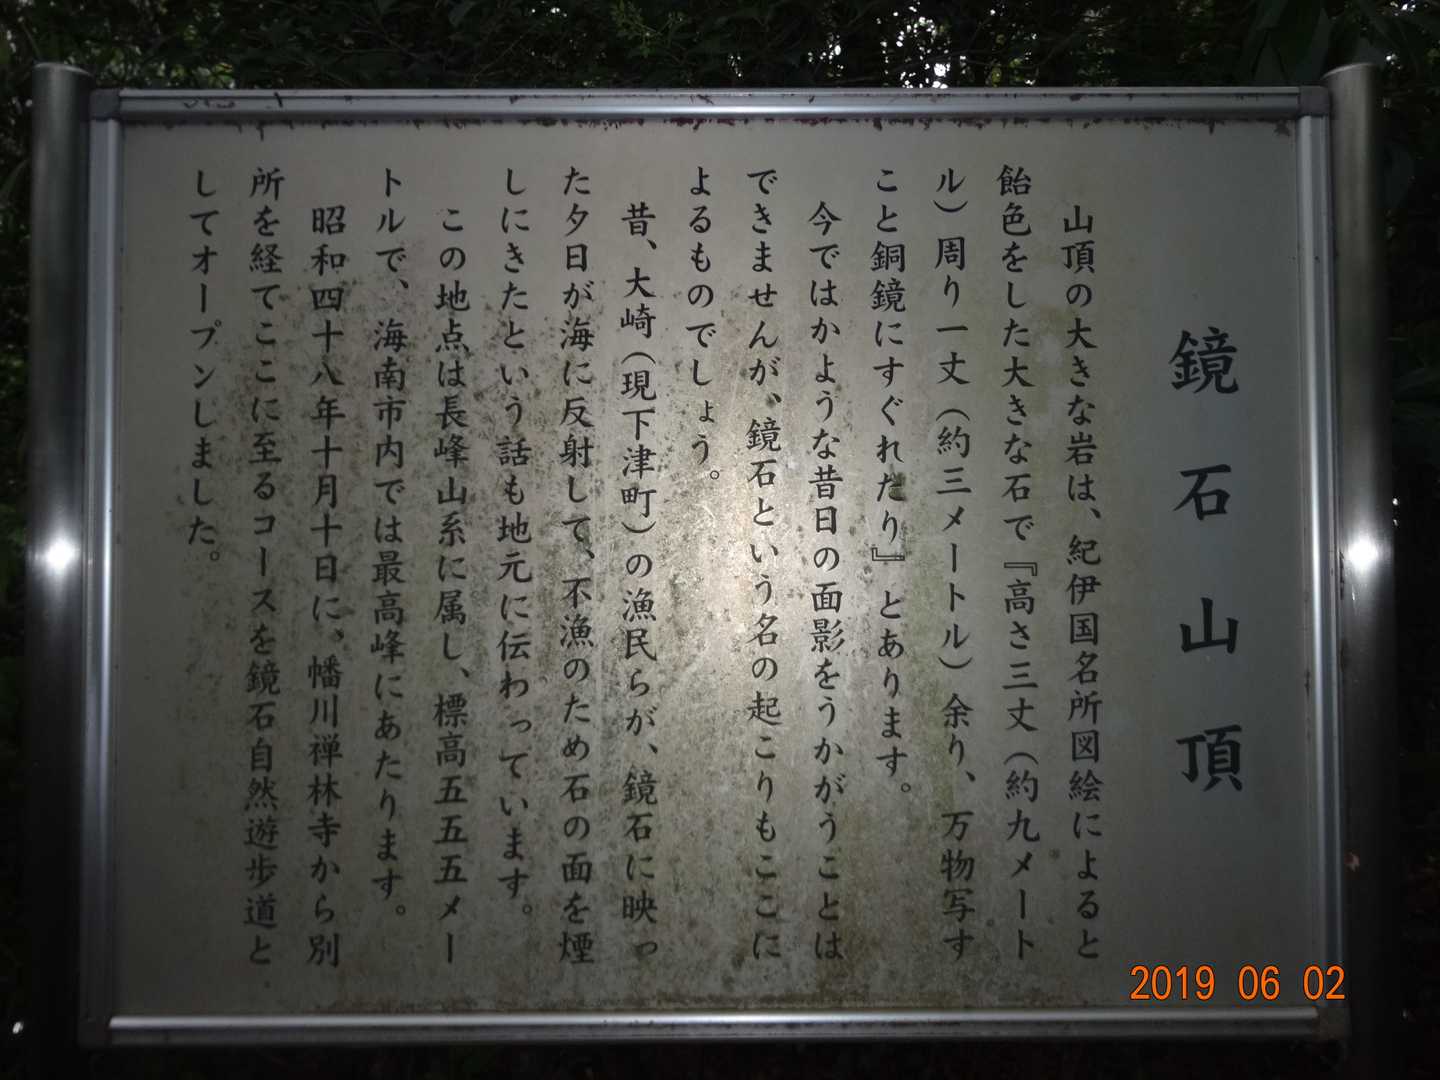 鏡石山頂
山頂の大きな岩は、紀伊国名所図絵によると
飴色をした大きな石で『高さ三丈（約九メート
ル）周り一丈（約三メートル）余り、万物写す
こと銅鏡にすぐれたり』とあります。
今ではかような昔日の面影をうかがうことは
できませんが、鏡石という名の起こりもここに
よるものでしょう。
昔、大崎（現下津町）の漁民らが、鏡石に映っ
た夕日が海に反射して、不漁のため石の面を煙
しにきたという話も地元に伝わっています。
この地点は長峰山系に属し、標高五五五メー
トルで、海南市内では最高峰にあたります。
昭和四十八年十月十日に、幡川禅林寺から別
所を経てここに至るコースを鏡石自然遊歩道と
してオープンしました。
2019 06 02